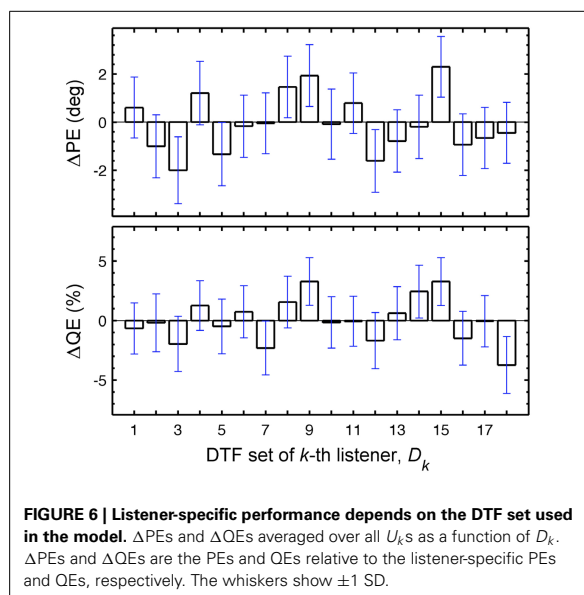 ΔPE (deg)
2
0
-2
ΔQE (%)
5
0
-5
1 3 5 7 9 11 13 15 17
DTF set of k-th listener, Dk
FIGURE 6 | Listener-specific performance depends on the DTF set used
in the model. ΔPEs and ΔQEs averaged over all Uks as a function of Dk.
ΔPEs and ΔQEs are the PEs and QEs relative to the listener-specific PEs
and QEs, respectively. The whiskers show ±1 SD.